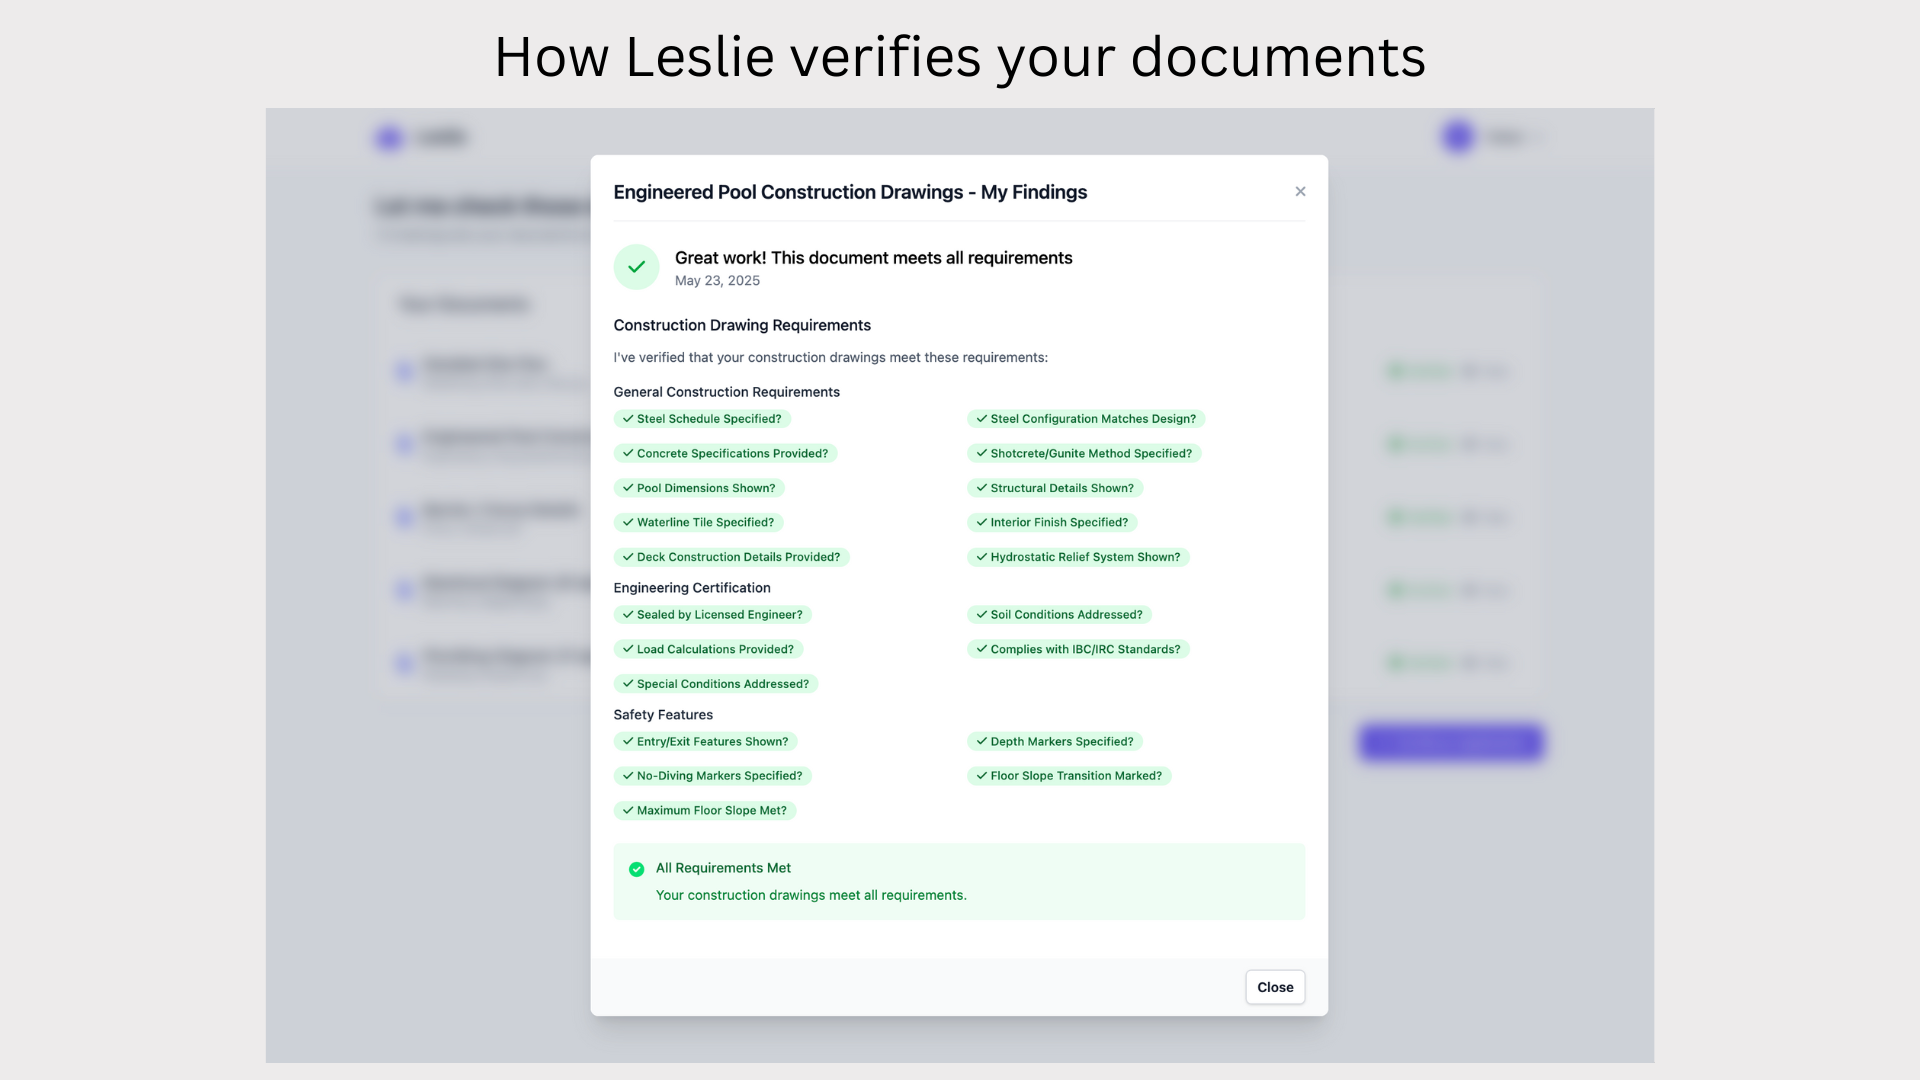 How Leslie verifies your documents
Engineered Pool Construction Drawings - My Findings
Great work! This document meets all requirements
May 23, 2025
Construction Drawing Requirements
I've verified that your construction drawings meet these requirements:
General Construction Requirements
Steel Schedule Specified?
Steel Configuration Matches Design?
Concrete Specifications Provided?
Shotcrete/Gunite Method Specified?
Pool Dimensions Shown?
Structural Details Shown?
Waterline Tile Specified?
Interior Finish Specified?
Deck Construction Details Provided?
Hydrostatic Relief System Shown?
Engineering Certification
Sealed by Licensed Engineer?
Soil Conditions Addressed?
Load Calculations Provided?
Complies with IBC/IRC Standards?
Special Conditions Addressed?
Safety Features
Entry/Exit Features Shown?
Depth Markers Specified?
No-Diving Markers Specified?
Floor Slope Transition Marked?
Maximum Floor Slope Met?
All Requirements Met
Your construction drawings meet all requirements.
Close